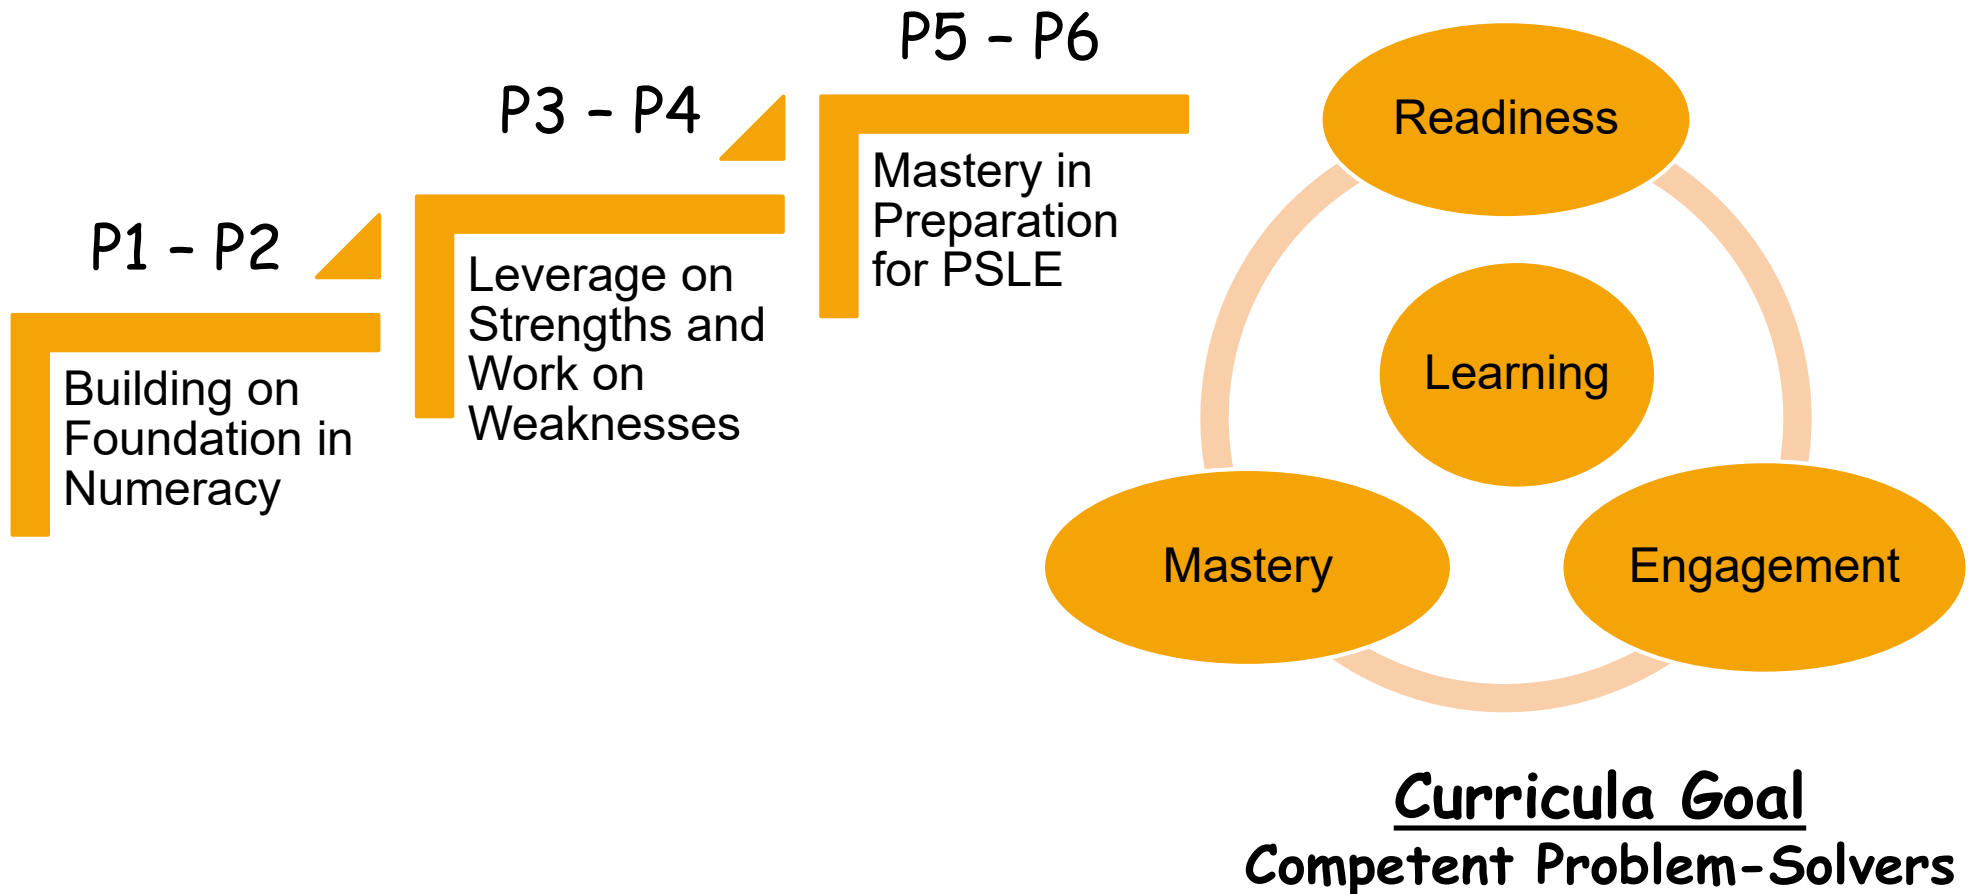 P1 – P2
Building on
Foundation in
Numeracy
P3 – P4
Leverage on
Strengths and
Work on
Weaknesses
P5 – P6
Mastery in
Preparation
for PSLE
Readiness
Learning
Mastery
Engagement
Curricula Goal
Competent Problem-Solvers